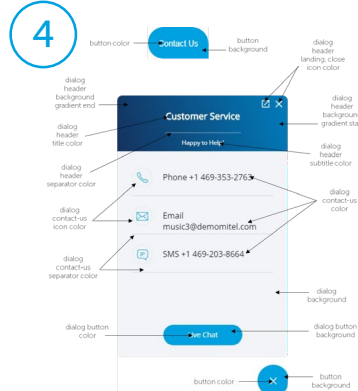 4
button color
Contact Us
button
background
dialog
header
landing, close
icon color
dialog
header
background
gradient end
dialog
header
background
gradient sta
Customer Service
dialog
header
title color
Happy to Help
dialog
header
subtitle color
dialog
header
separator color
Phone +1 469-353-2763
dialog
contact-us
color
dialog
contact-us
icon color
Email
music3@demomitel.com
dialog
contact-us
separator color
SMS +1 469-203-8664
dialog
background
dialog button
color
Live Chat
dialog button
background
button color
button
background